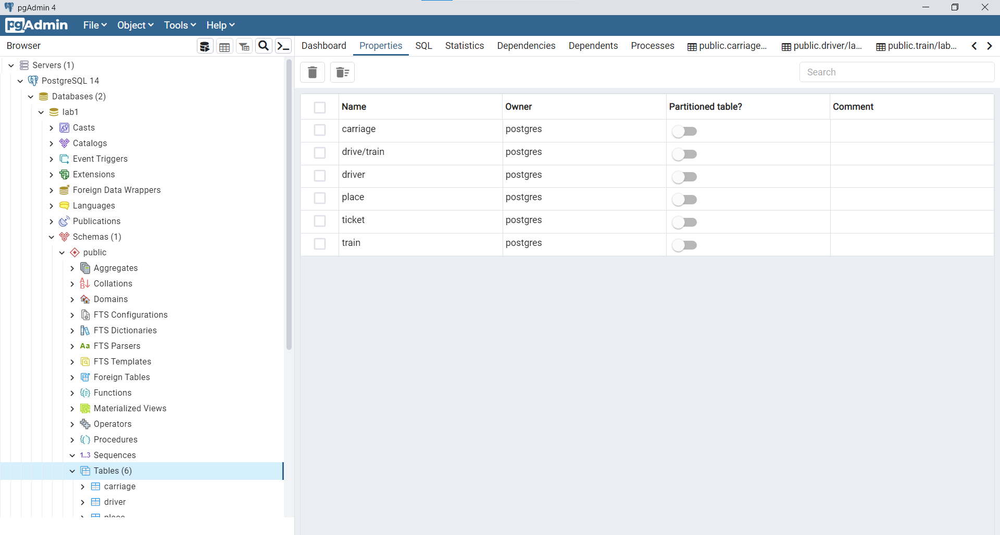 pgAdmin 4
pgAdmin File Object Tools Help
Browser
Dashboard Properties SQL Statistics Dependencies Dependents Processes public.carriage... public.driver/la... public.train/lab...
Search
Servers (1)
PostgreSQL 14
Databases (2)
lab1
Casts
Catalogs
Event Triggers
Extensions
Foreign Data Wrappers
Languages
Publications
Schemas (1)
public
Aggregates
Collations
Domains
FTS Configurations
FTS Dictionaries
Aa FTS Parsers
FTS Templates
Foreign Tables
Functions
Materialized Views
Operators
Procedures
1..3 Sequences
Tables (6)
carriage
driver
place
Name Owner Partitioned table? Comment
carriage postgres
drive/train postgres
driver postgres
place postgres
ticket postgres
train postgres